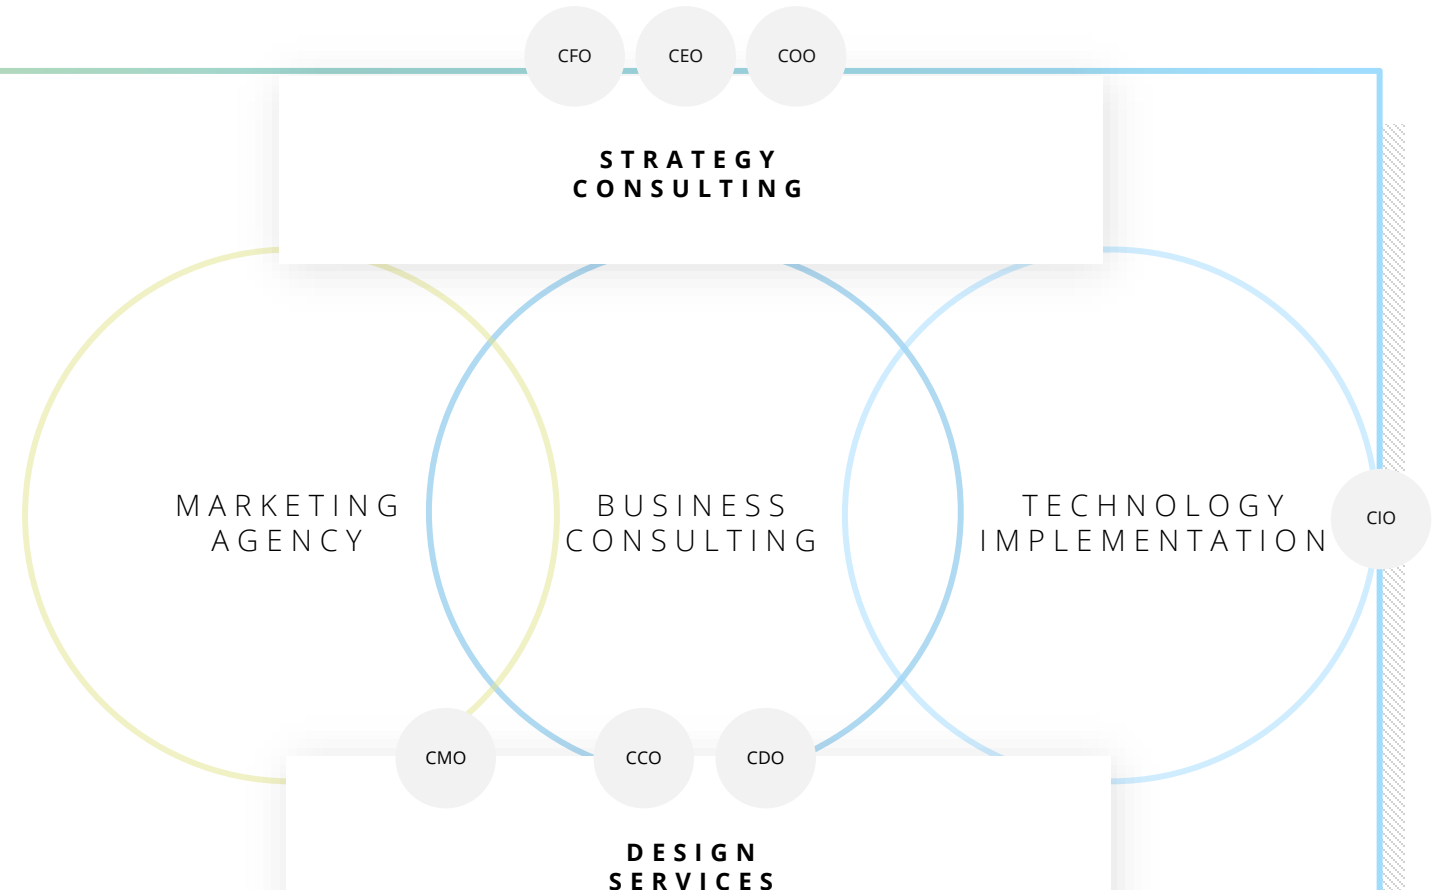 CFO CEO COO
STRATEGY
CONSULTING
MARKETING
AGENCY
BUSINESS
CONSULTING
TECHNOLOGY
IMPLEMENTATION
CIO
CMO CCO CDO
DESIGN
SERVICES